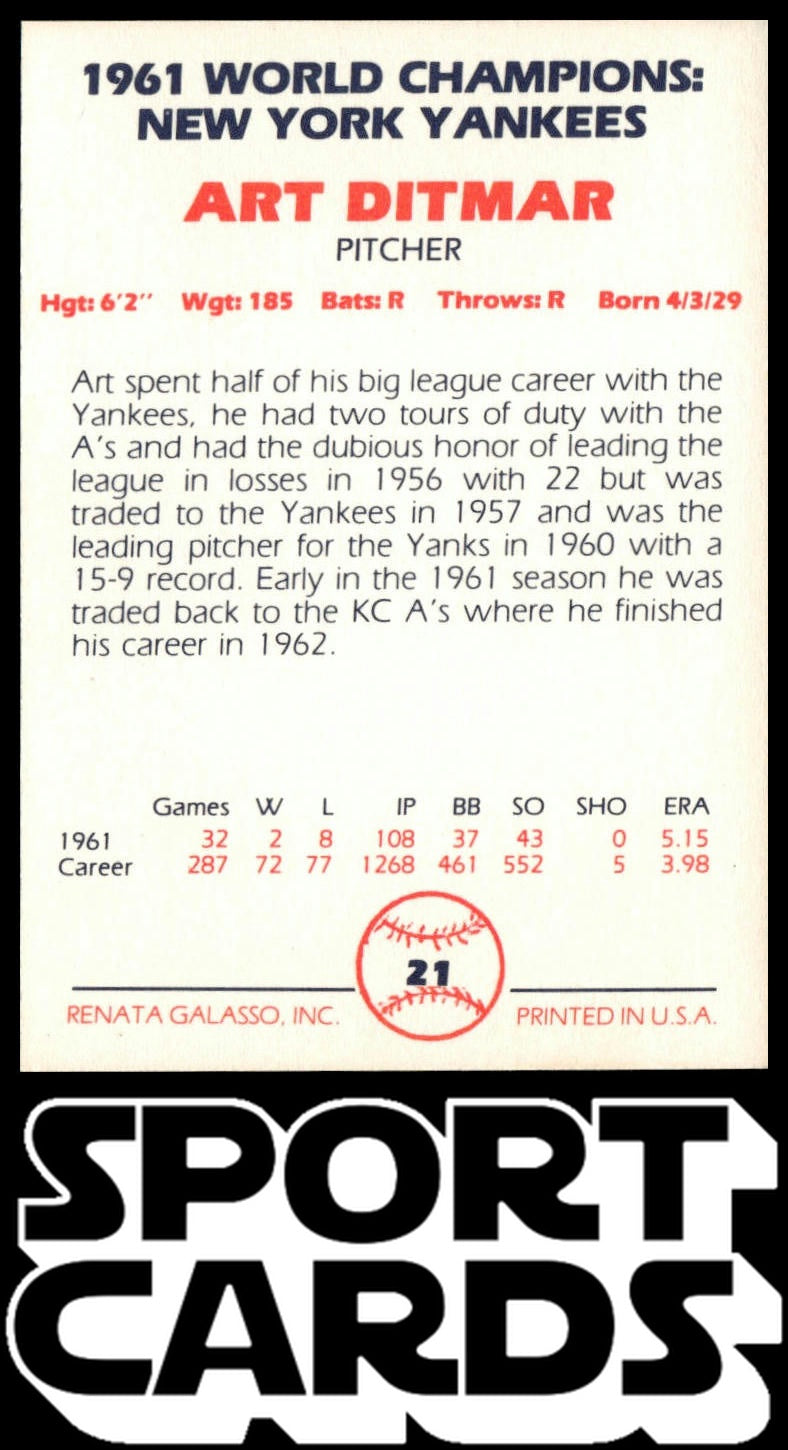 1961 WORLD CHAMPIONS:
NEW YORK YANKEES
ART DITMAR
PITCHER
Hgt: 6'2'' Wgt: 185 Bats: R Throws: R Born 4/3/29
Art spent half of his big league career with the
Yankees, he had two tours of duty with the
A's and had the dubious honor of leading the
league in losses in 1956 with 22 but was
traded to the Yankees in 1957 and was the
leading pitcher for the Yanks in 1960 with a
15-9 record. Early in the 1961 season he was
traded back to the KC A's where he finished
his career in 1962.
Games W L IP BB SO SHO ERA
1961 32 2 8 108 37 43 0 5.15
Career 287 72 77 1268 461 552 5 3.98
21
RENATA GALASSO, INC. PRINTED IN U.S.A.
SPORT
CARDS